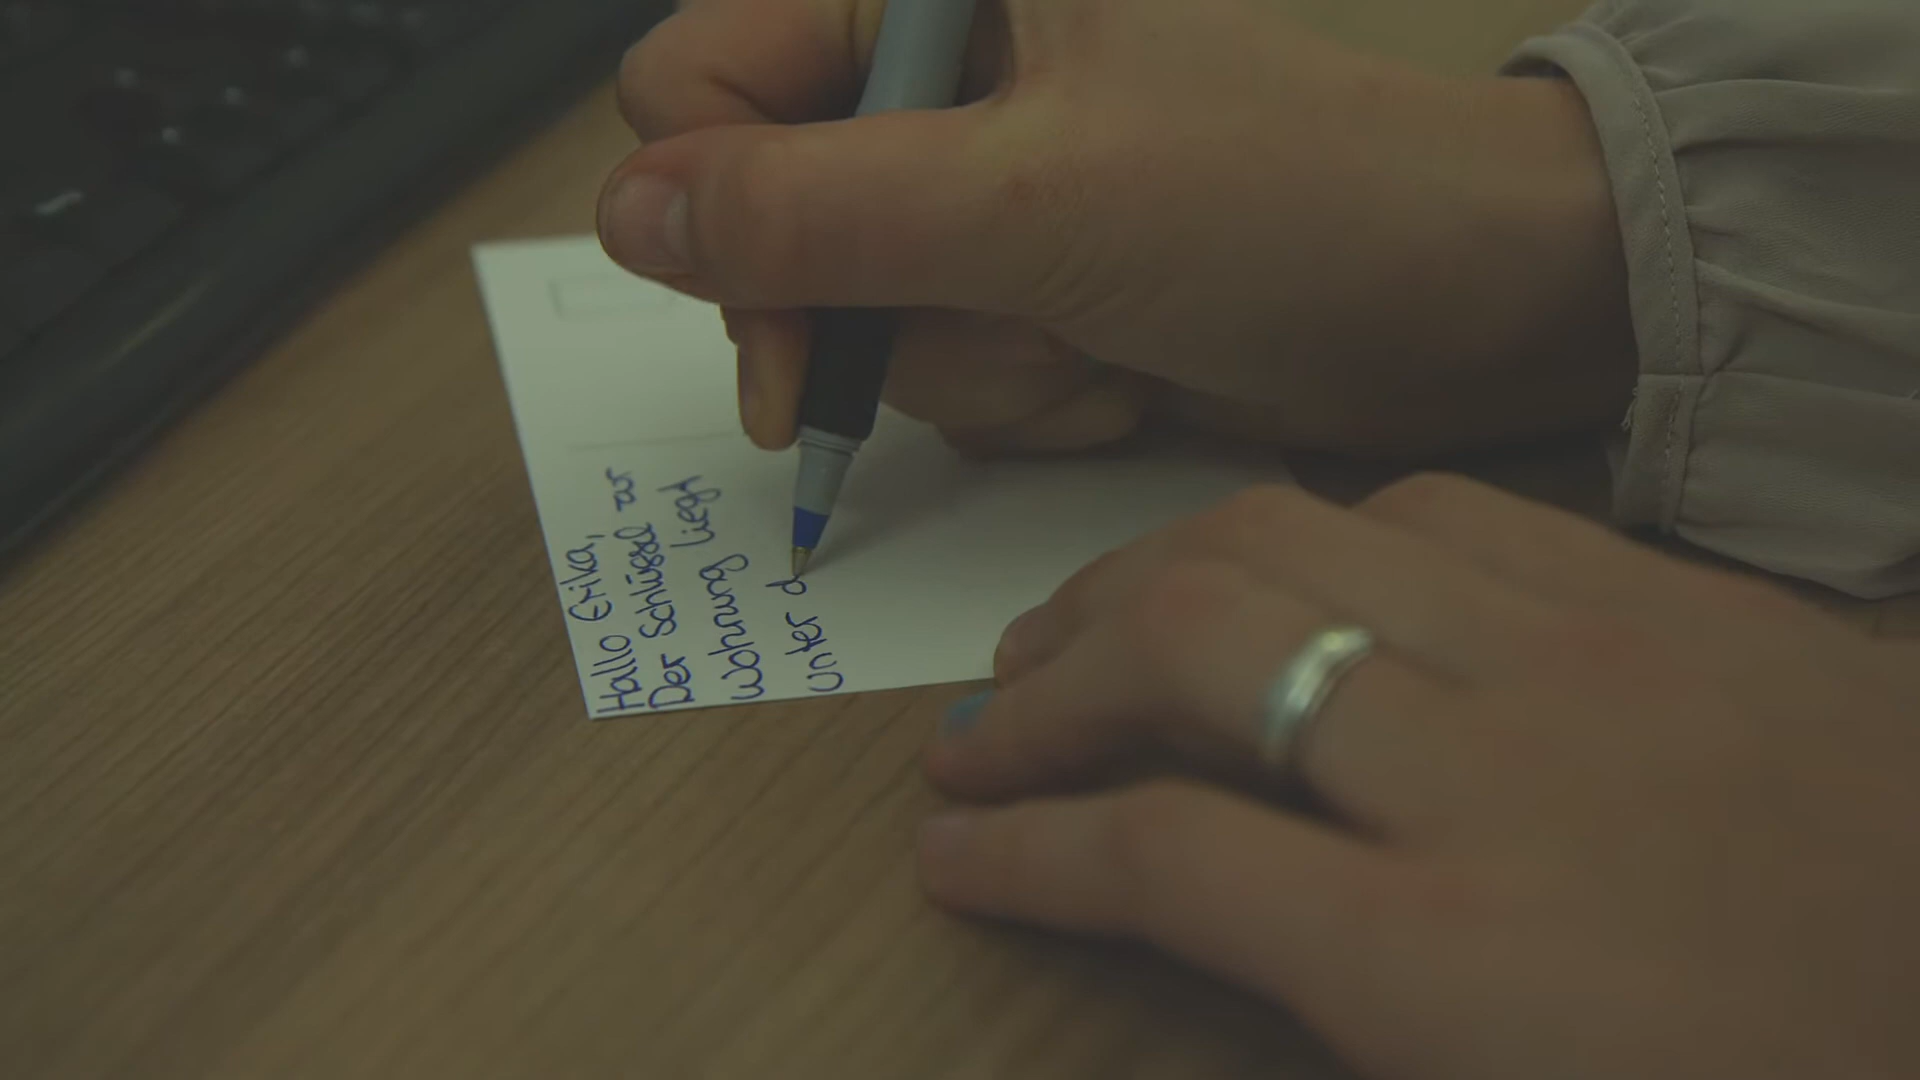 Hallo Erika,
Der Schlüssel zur
Wohnung liegt
unter d